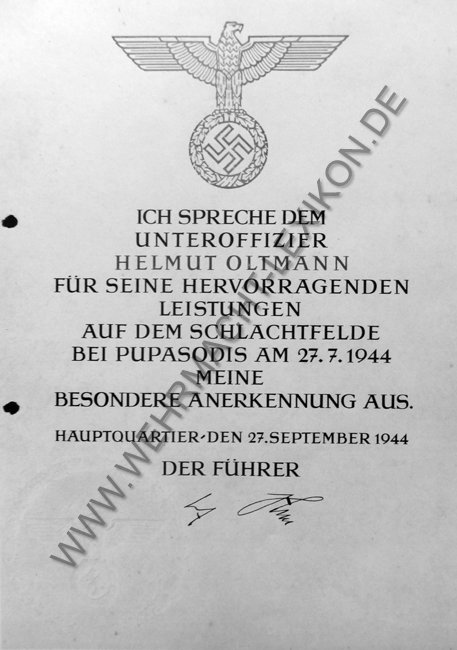 ICH SPRECHE DEM
UNTEROFFIZIER
HELMUT OLTMANN
FÜR SEINE HERVORRAGENDEN
LEISTUNGEN
AUF DEM SCHLACHTFELDE
BEI PUPASODIS AM 27.7.1944
MEINE
BESONDERE ANERKENNUNG AUS.
HAUPTQUARTIER·DEN 27.SEPTEMBER 1944
DER FÜHRER
WWW.WEHRMACHT-LEXIKON.DE